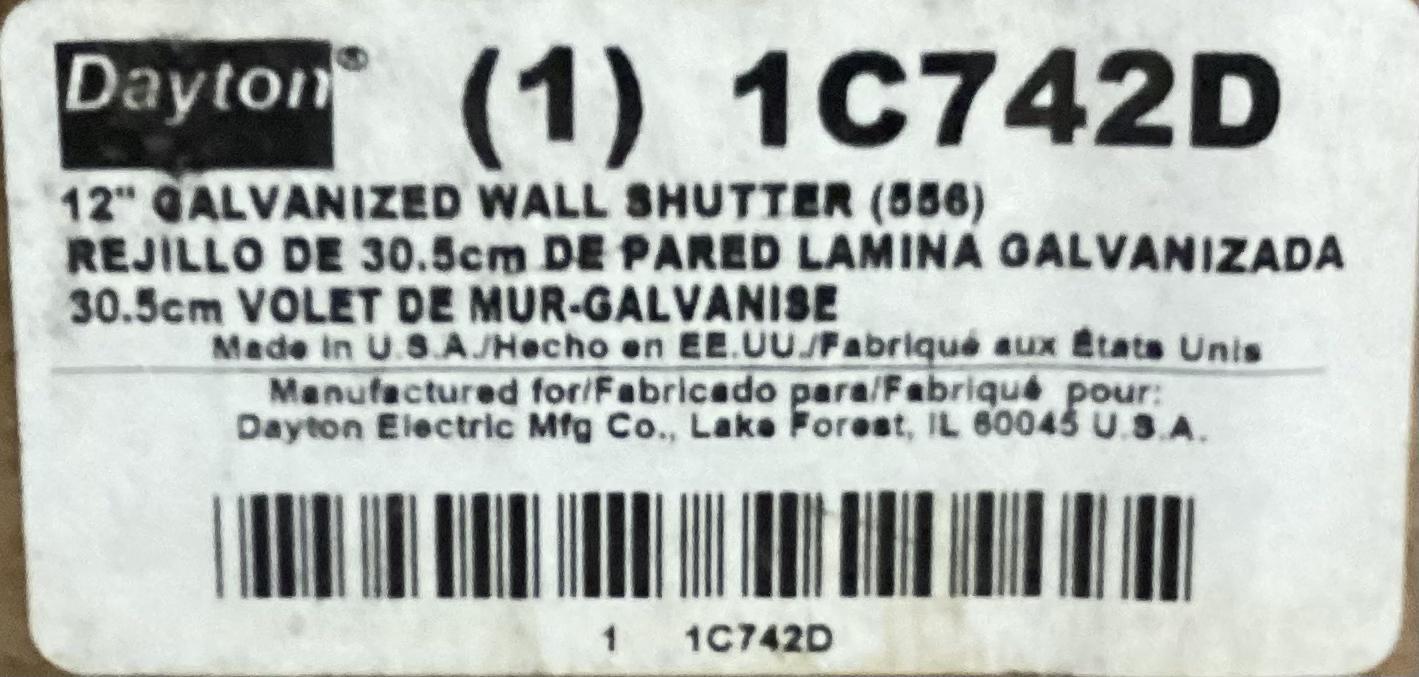 Dayton® (1) 1C742D
12" GALVANIZED WALL SHUTTER (556)
REJILLO DE 30.5cm DE PARED LAMINA GALVANIZADA
30.5cm VOLET DE MUR-GALVANISE
Made in U.S.A./Hecho en EE.UU./Fabriqué aux États Unis
Manufactured for/Fabricado para/Fabriqué pour:
Dayton Electric Mfg Co., Lake Forest, IL 60045 U.S.A.
1 1C742D